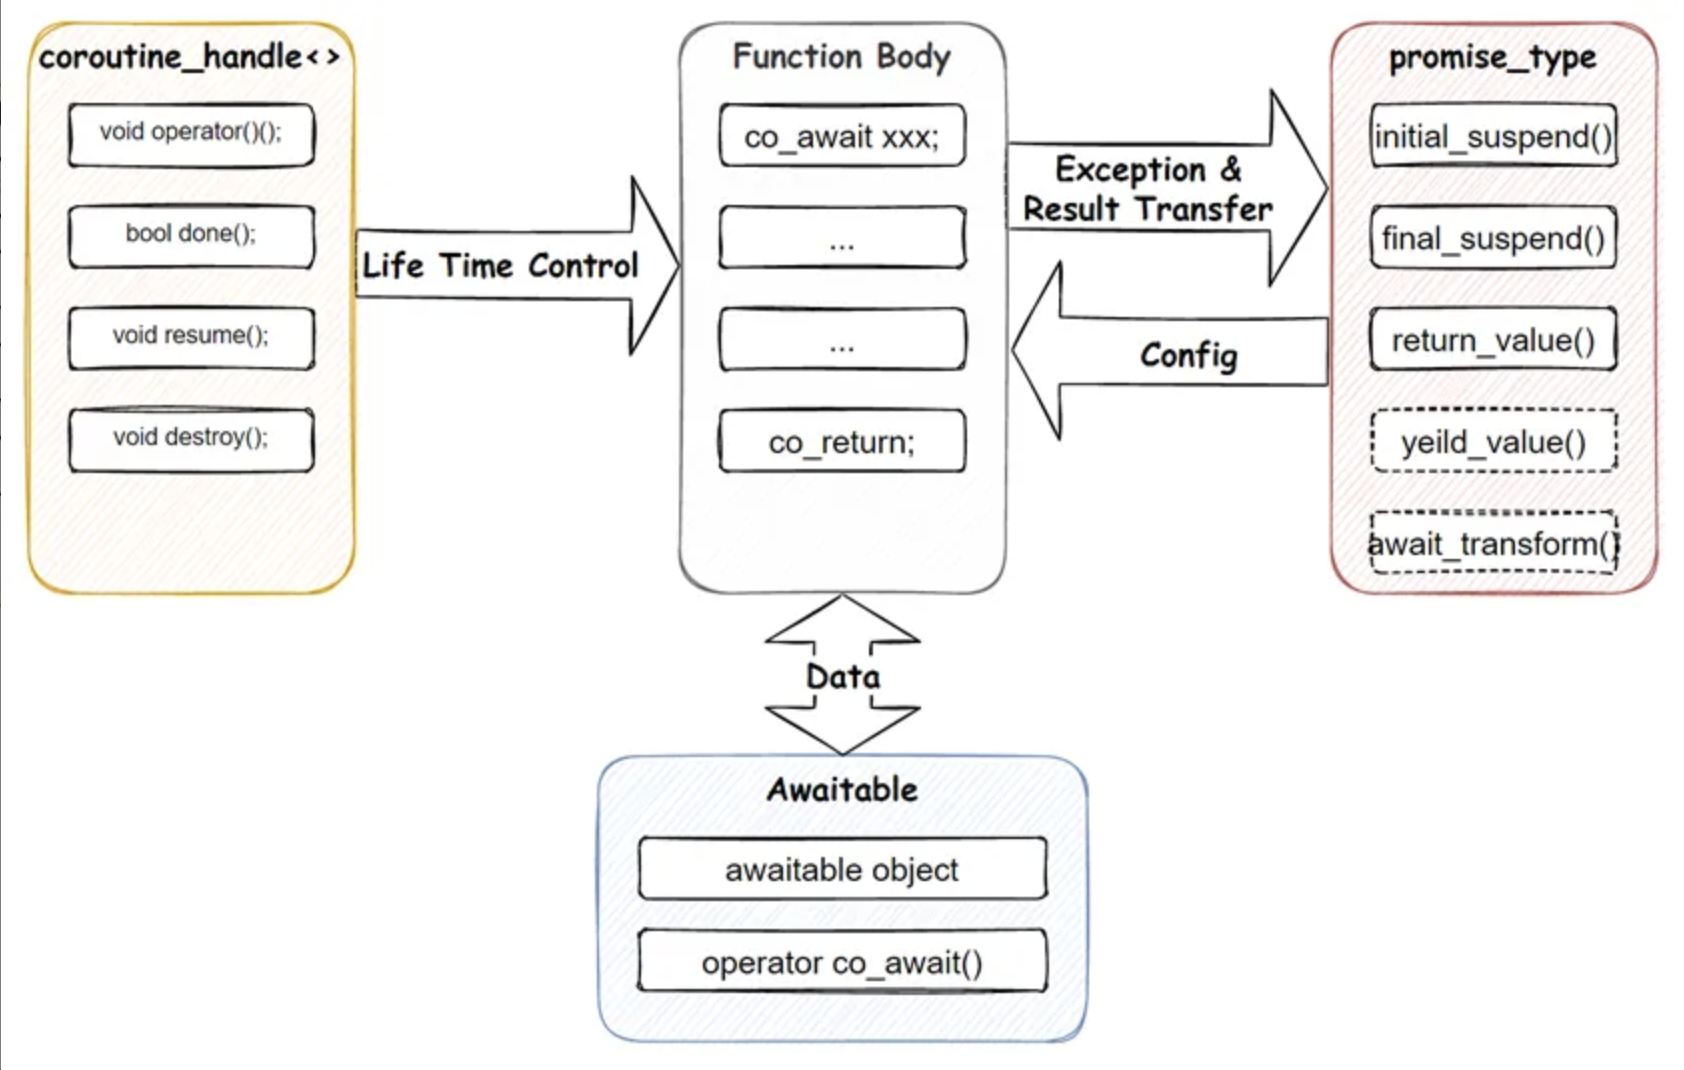 coroutine_handle<>
void operator()();
bool done();
void resume();
void destroy();
Life Time Control
Function Body
co_await xxx;
...
...
co_return;
Exception &
Result Transfer
Config
promise_type
initial_suspend()
final_suspend()
return_value()
yeild_value()
await_transform()
Data
Awaitable
awaitable object
operator co_await()